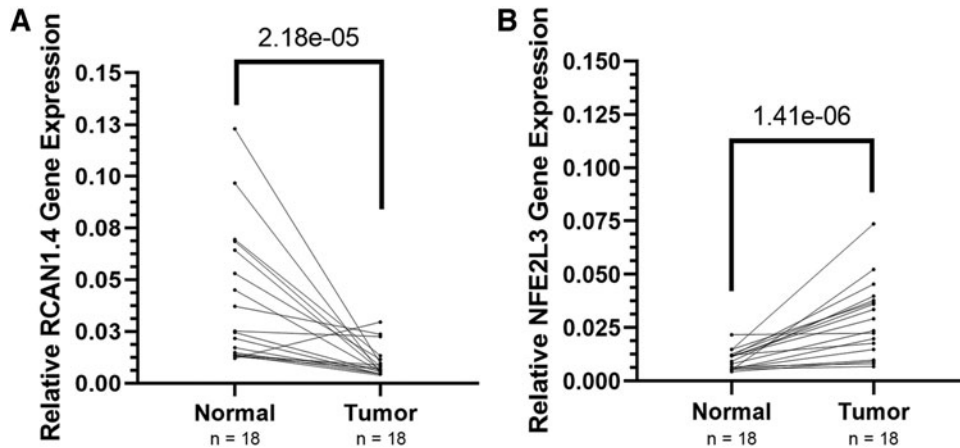 A
Relative RCAN1.4 Gene Expression
2.18e-05
0.15
0.13
0.10
0.08
0.05
0.03
0.00
Normal
Tumor
n = 18
n = 18
B
Relative NFE2L3 Gene Expression
1.41e-06
0.150
0.125
0.100
0.075
0.050
0.025
0.000
Normal
Tumor
n = 18
n = 18